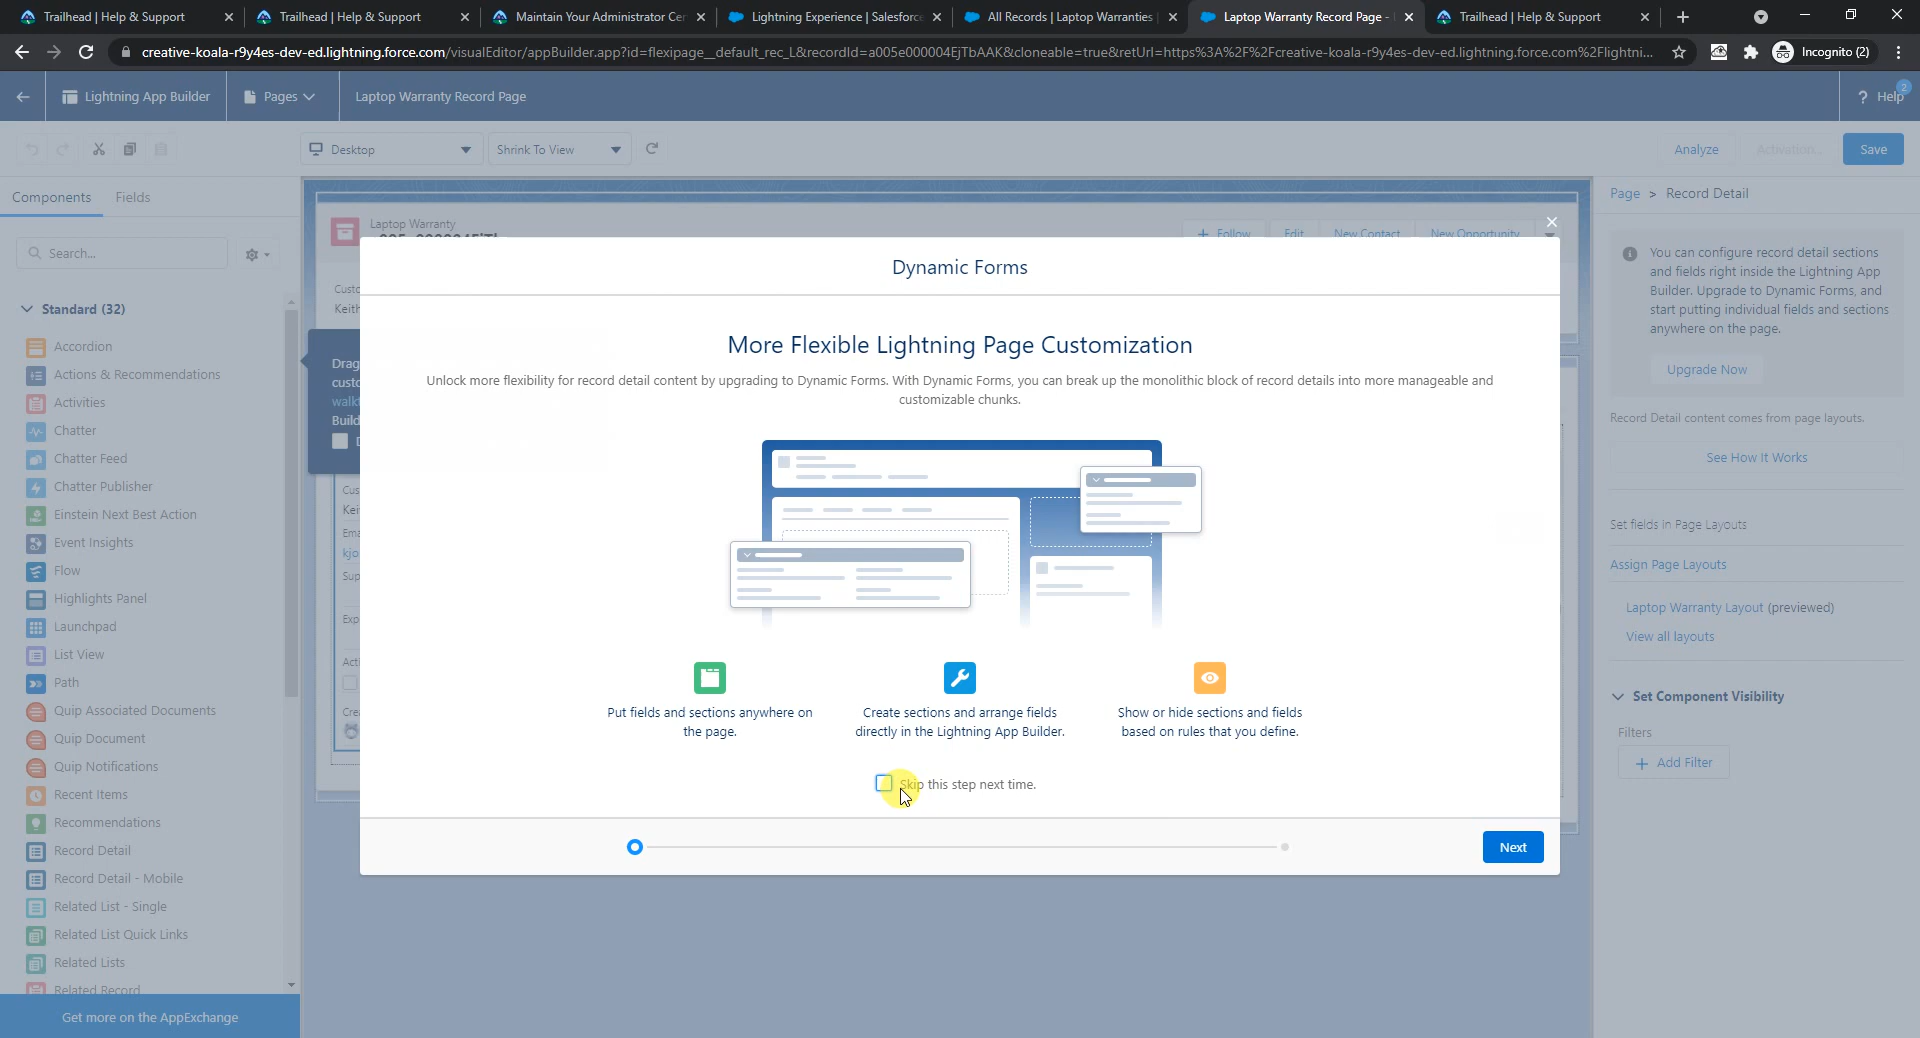 Trailhead | Help & Support
Trailhead | Help & Support
Maintain Your Administrator Cer
Lightning Experience | Salesforce
All Records | Laptop Warranties
Laptop Warranty Record Page -
Trailhead | Help & Support
creative-koala-r9y4es-dev-ed.lightning.force.com/visualEditor/appBuilder.app?id=flexipage__default_rec_L&recordId=a005e000004EjTbAAK&cloneable=true&retUrl=https%3A%2F%2Fcreative-koala-r9y4es-dev-ed.lightning.force.com%2Flightni...
Incognito (2)
Lightning App Builder
Pages
Laptop Warranty Record Page
? Help
2
Desktop
Shrink To View
Analyze
Activation...
Save
Components
Fields
Search...
Standard (32)
Accordion
Actions & Recommendations
Activities
Chatter
Chatter Feed
Chatter Publisher
Einstein Next Best Action
Event Insights
Flow
Highlights Panel
Launchpad
List View
Path
Quip Associated Documents
Quip Document
Quip Notifications
Recent Items
Recommendations
Record Detail
Record Detail - Mobile
Related List - Single
Related List Quick Links
Related Lists
Related Record
Get more on the AppExchange
Laptop Warranty
+ Follow
Edit
New Contact
New Opportunity
Custo
Keith
Drag
custo
walkt
Build
Cus
Kei
Ema
kjo
Sup
Exp
Acti
Crea
Dynamic Forms
More Flexible Lightning Page Customization
Unlock more flexibility for record detail content by upgrading to Dynamic Forms. With Dynamic Forms, you can break up the monolithic block of record details into more manageable and
customizable chunks.
Put fields and sections anywhere on
the page.
Create sections and arrange fields
directly in the Lightning App Builder.
Show or hide sections and fields
based on rules that you define.
Skip this step next time.
Next
Page > Record Detail
You can configure record detail sections
and fields right inside the Lightning App
Builder. Upgrade to Dynamic Forms, and
start putting individual fields and sections
anywhere on the page.
Upgrade Now
Record Detail content comes from page layouts.
See How It Works
Set fields in Page Layouts
Assign Page Layouts
Laptop Warranty Layout (previewed)
View all layouts
Set Component Visibility
Filters
+ Add Filter